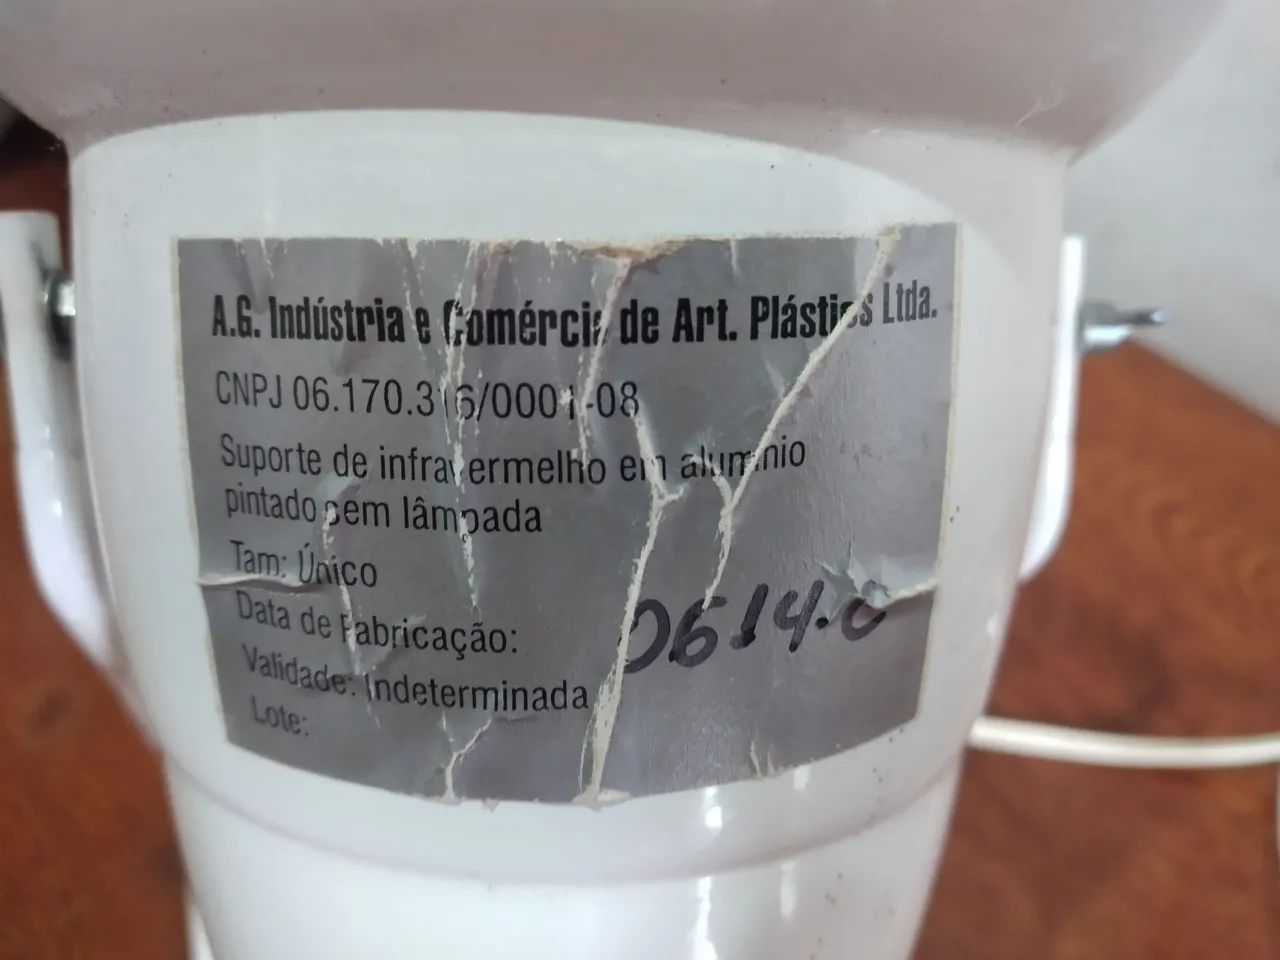 A.G. Indústria e Comércio de Art. Plásticos Ltda.
CNPJ 06.170.316/0001-08
Suporte de infravermelho em alumínio
pintado sem lâmpada
Tam: Único
Data de Fabricação:
0614.0
Validade: Indeterminada
Lote: